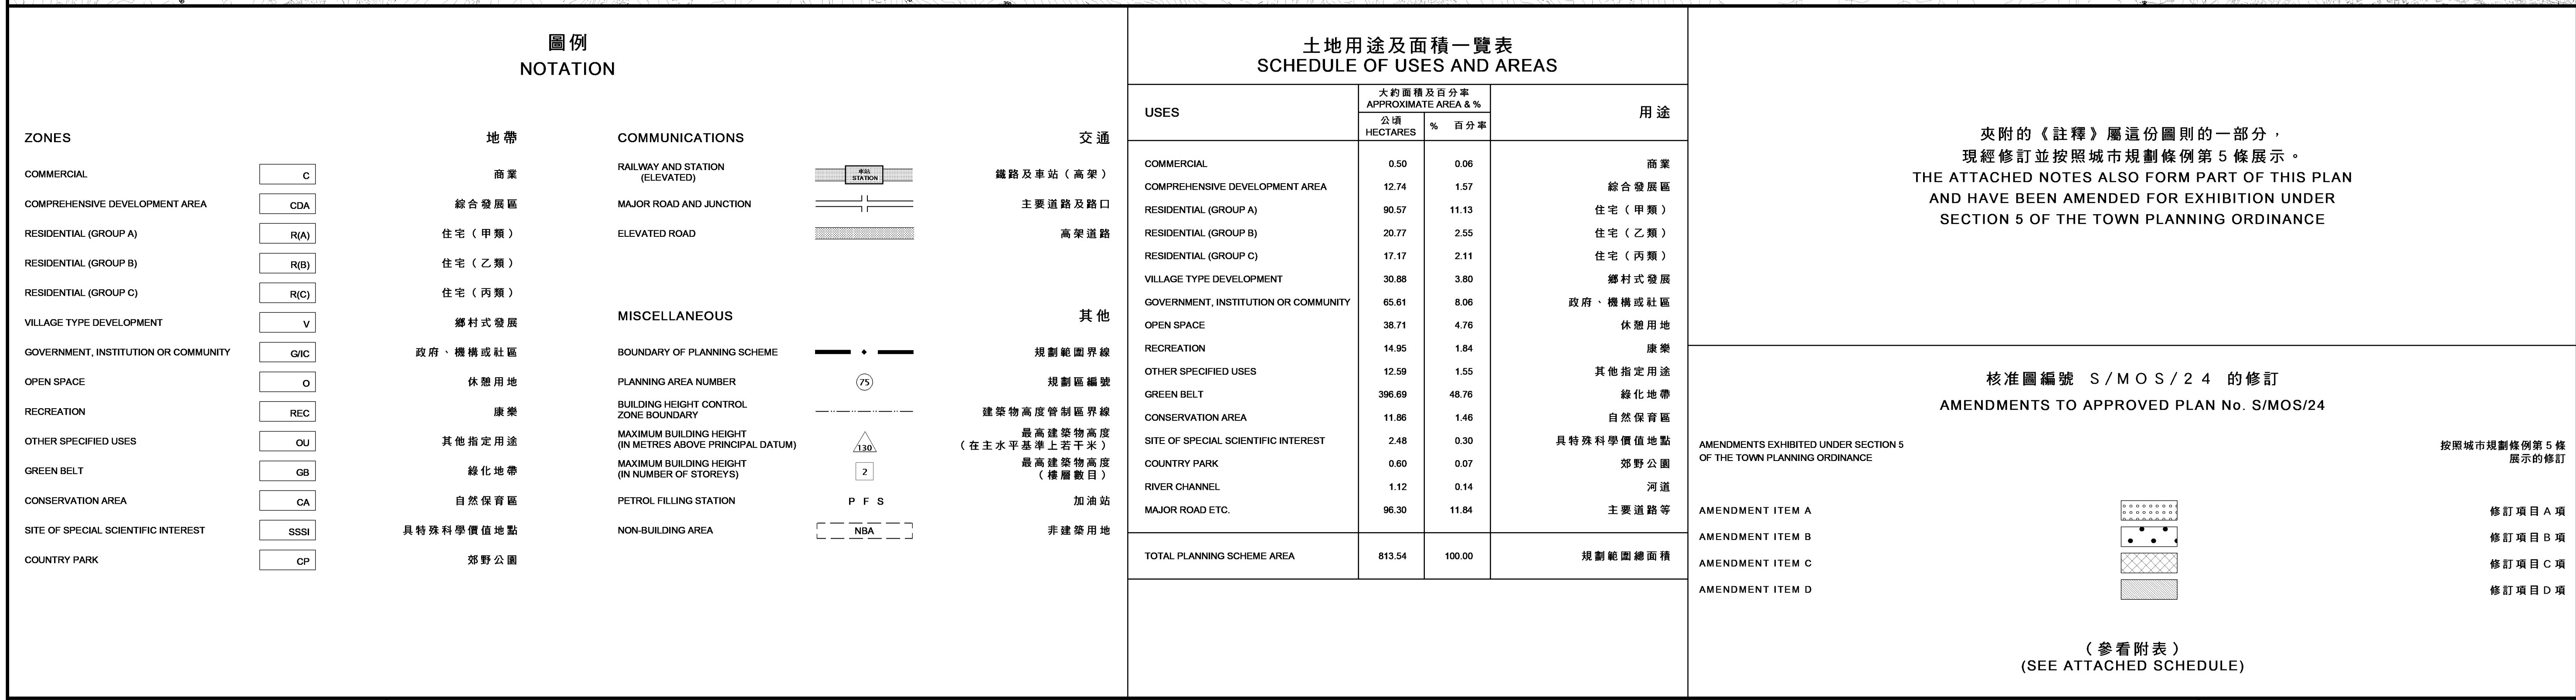 圖例
NOTATION
ZONES 地帶
COMMERCIAL C 商業
COMPREHENSIVE DEVELOPMENT AREA CDA 綜合發展區
RESIDENTIAL (GROUP A) R(A) 住宅（甲類）
RESIDENTIAL (GROUP B) R(B) 住宅（乙類）
RESIDENTIAL (GROUP C) R(C) 住宅（丙類）
VILLAGE TYPE DEVELOPMENT V 鄉村式發展
GOVERNMENT, INSTITUTION OR COMMUNITY G/IC 政府、機構或社區
OPEN SPACE O 休憩用地
RECREATION REC 康樂
OTHER SPECIFIED USES OU 其他指定用途
GREEN BELT GB 綠化地帶
CONSERVATION AREA CA 自然保育區
SITE OF SPECIAL SCIENTIFIC INTEREST SSSI 具特殊科學價值地點
COUNTRY PARK CP 郊野公園
COMMUNICATIONS 交通
RAILWAY AND STATION
(ELEVATED) 車站
STATION 鐵路及車站（高架）
MAJOR ROAD AND JUNCTION 主要道路及路口
ELEVATED ROAD 高架道路
MISCELLANEOUS 其他
BOUNDARY OF PLANNING SCHEME 規劃範圍界線
PLANNING AREA NUMBER 75 規劃區編號
BUILDING HEIGHT CONTROL
ZONE BOUNDARY 建築物高度管制區界線
MAXIMUM BUILDING HEIGHT 最高建築物高度
(IN METRES ABOVE PRINCIPAL DATUM) 130 （在主水平基準上若干米）
MAXIMUM BUILDING HEIGHT 最高建築物高度
(IN NUMBER OF STOREYS) 2 （樓層數目）
PETROL FILLING STATION P F S 加油站
NON-BUILDING AREA NBA 非建築用地
土地用途及面積一覽表
SCHEDULE OF USES AND AREAS
USES 大約面積及百分率 用途
APPROXIMATE AREA & %
公頃
HECTARES % 百分率
COMMERCIAL 0.50 0.06 商業
COMPREHENSIVE DEVELOPMENT AREA 12.74 1.57 綜合發展區
RESIDENTIAL (GROUP A) 90.57 11.13 住宅（甲類）
RESIDENTIAL (GROUP B) 20.77 2.55 住宅（乙類）
RESIDENTIAL (GROUP C) 17.17 2.11 住宅（丙類）
VILLAGE TYPE DEVELOPMENT 30.88 3.80 鄉村式發展
GOVERNMENT, INSTITUTION OR COMMUNITY 65.61 8.06 政府、機構或社區
OPEN SPACE 38.71 4.76 休憩用地
RECREATION 14.95 1.84 康樂
OTHER SPECIFIED USES 12.59 1.55 其他指定用途
GREEN BELT 396.69 48.76 綠化地帶
CONSERVATION AREA 11.86 1.46 自然保育區
SITE OF SPECIAL SCIENTIFIC INTEREST 2.48 0.30 具特殊科學價值地點
COUNTRY PARK 0.60 0.07 郊野公園
RIVER CHANNEL 1.12 0.14 河道
MAJOR ROAD ETC. 96.30 11.84 主要道路等
TOTAL PLANNING SCHEME AREA 813.54 100.00 規劃範圍總面積
夾附的《註釋》屬這份圖則的一部分，
現經修訂並按照城市規劃條例第5條展示。
THE ATTACHED NOTES ALSO FORM PART OF THIS PLAN
AND HAVE BEEN AMENDED FOR EXHIBITION UNDER
SECTION 5 OF THE TOWN PLANNING ORDINANCE
核准圖編號 S/MOS/24 的修訂
AMENDMENTS TO APPROVED PLAN No. S/MOS/24
AMENDMENTS EXHIBITED UNDER SECTION 5 按照城市規劃條例第5條
OF THE TOWN PLANNING ORDINANCE 展示的修訂
AMENDMENT ITEM A 修訂項目A項
AMENDMENT ITEM B 修訂項目B項
AMENDMENT ITEM C 修訂項目C項
AMENDMENT ITEM D 修訂項目D項
（參看附表）
(SEE ATTACHED SCHEDULE)